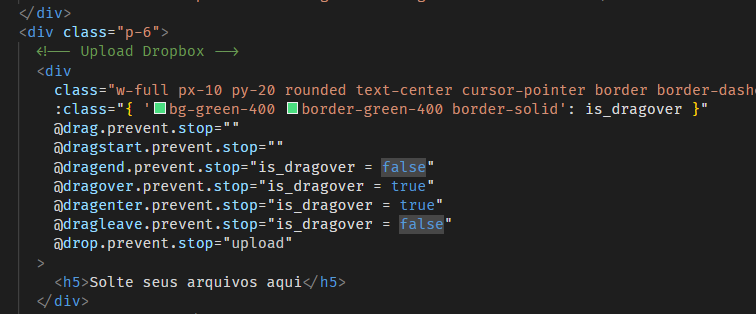 </div>
<div class="p-6">
<!-- Upload Dropbox -->
<div
class="w-full px-10 py-20 rounded text-center cursor-pointer border border-dashe
:class="{ 'bg-green-400 border-green-400 border-solid': is_dragover }"
@drag.prevent.stop=""
@dragstart.prevent.stop=""
@dragend.prevent.stop="is_dragover = false"
@dragover.prevent.stop="is_dragover = true"
@dragenter.prevent.stop="is_dragover = true"
@dragleave.prevent.stop="is_dragover = false"
@drop.prevent.stop="upload"
>
<h5>Solte seus arquivos aqui</h5>
</div>